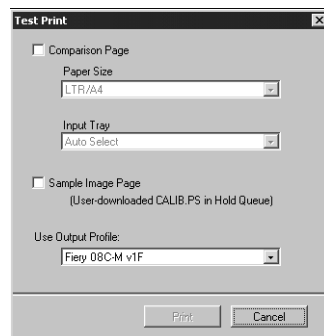 Test Print
Comparison Page
Paper Size
LTR/A4
Input Tray
Auto Select
Sample Image Page
(User-downloaded CALIB.PS in Hold Queue)
Use Output Profile:
Fiery 08C-M v1F
Print
Cancel